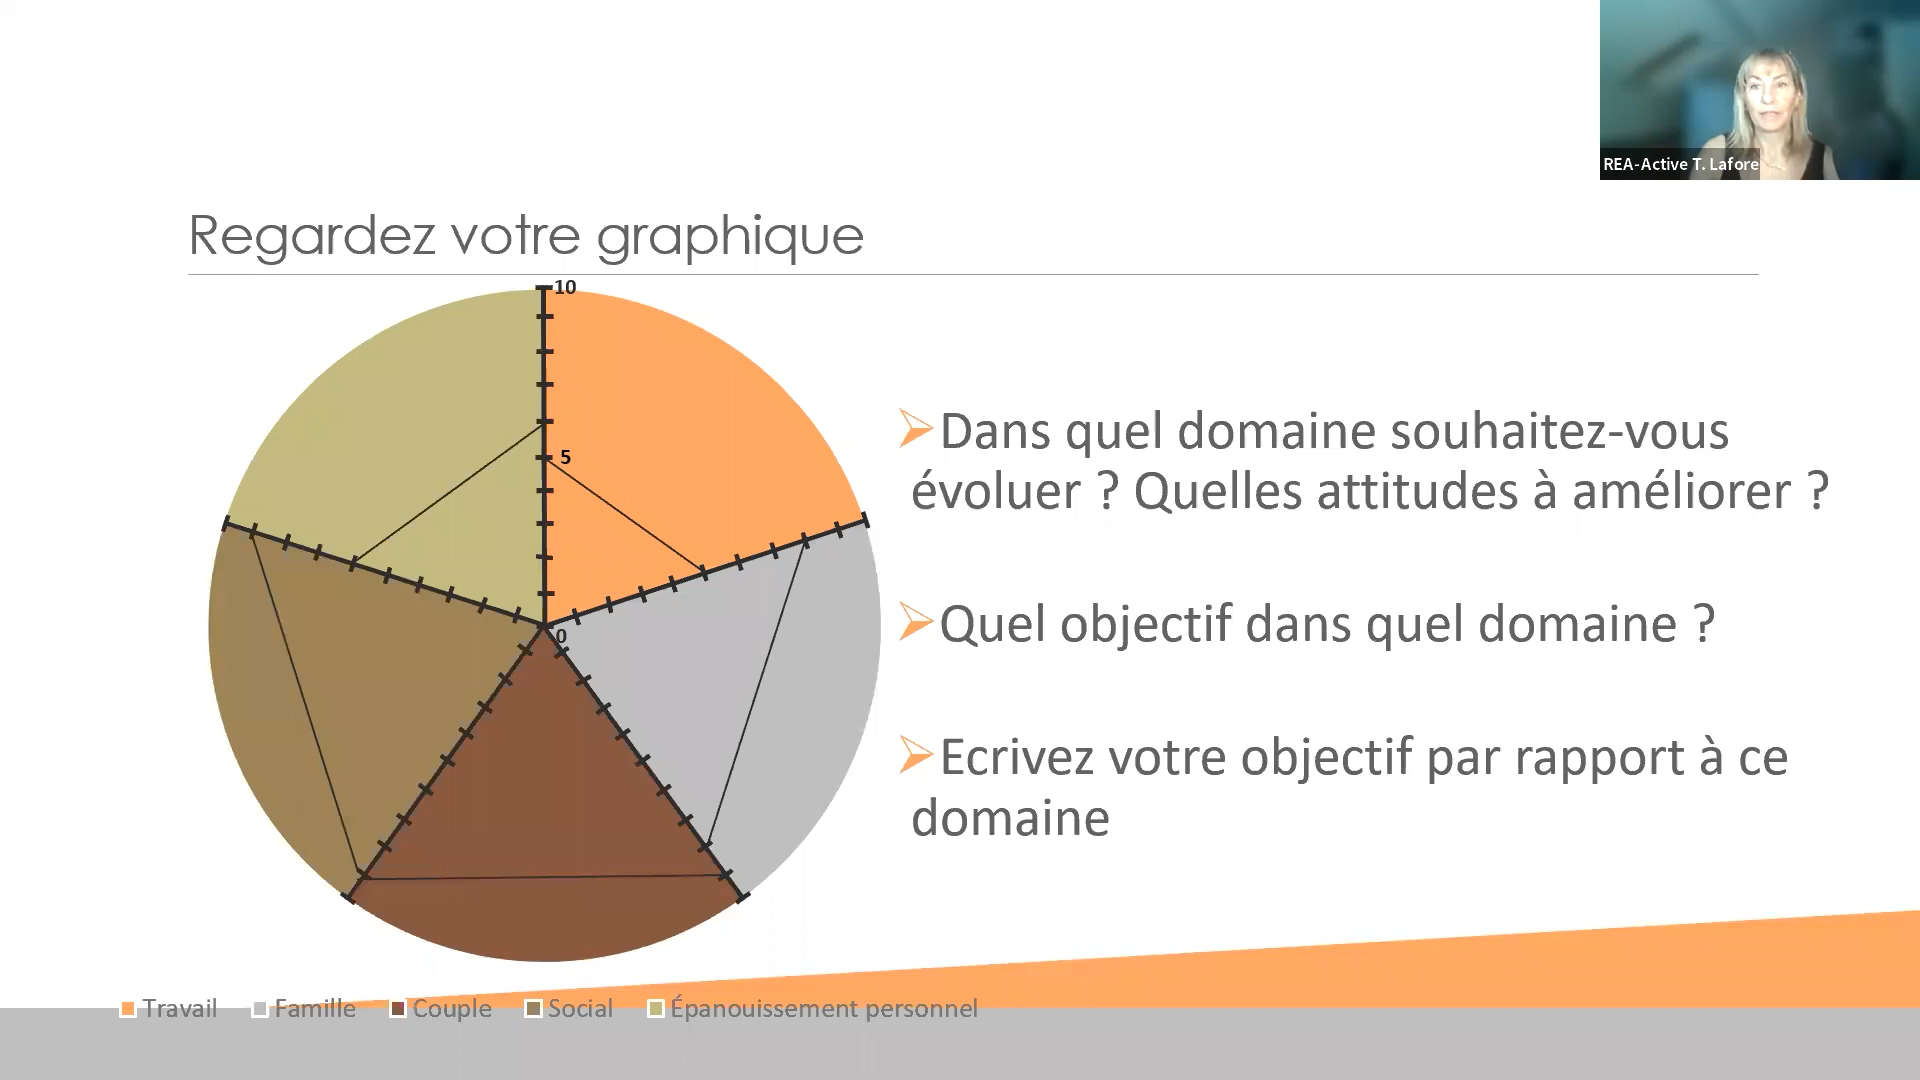 REA-Active T. Lafore
Regardez votre graphique
10
5
0
Dans quel domaine souhaitez-vous
évoluer ? Quelles attitudes à améliorer ?
Quel objectif dans quel domaine ?
Ecrivez votre objectif par rapport à ce
domaine
Travail Famille Couple Social Épanouissement personnel